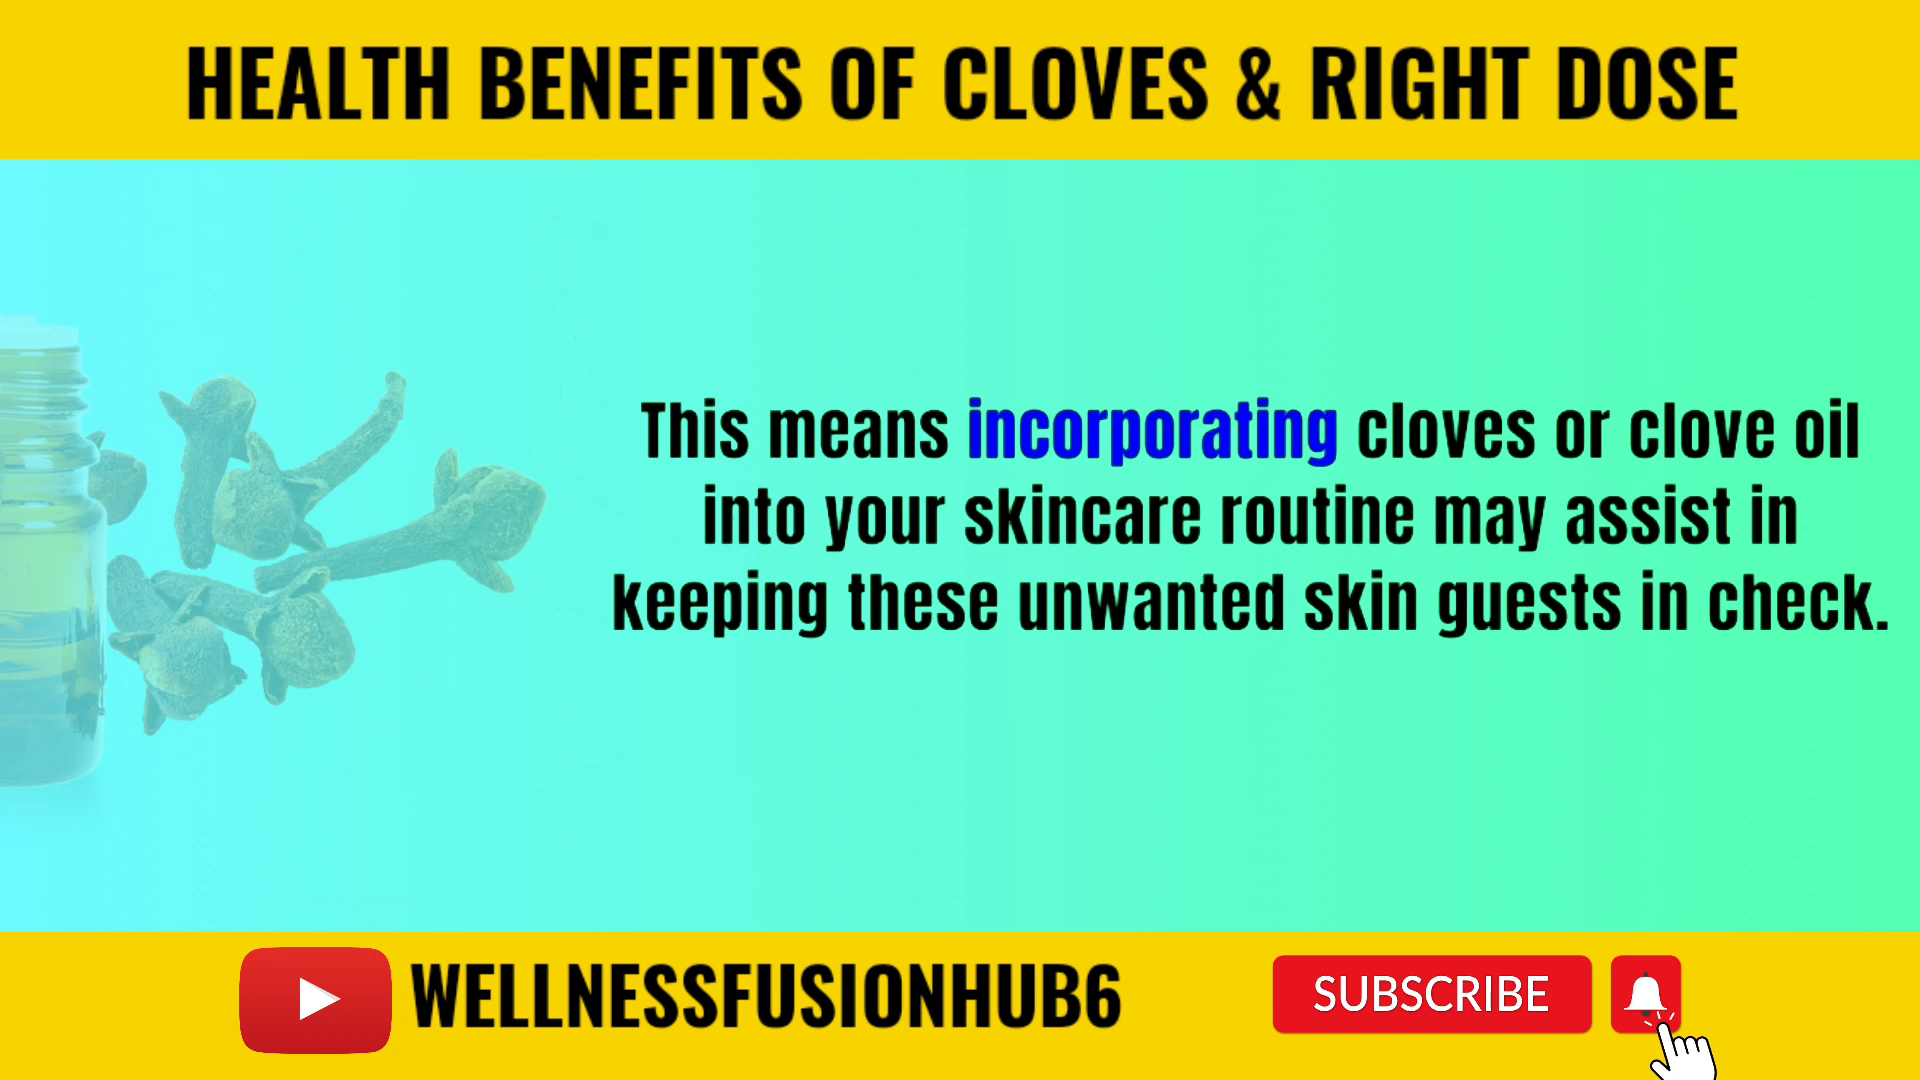 HEALTH BENEFITS OF CLOVES & RIGHT DOSE
This means incorporating cloves or clove oil
into your skincare routine may assist in
keeping these unwanted skin guests in check.
WELLNESSFUSIONHUB6
SUBSCRIBE